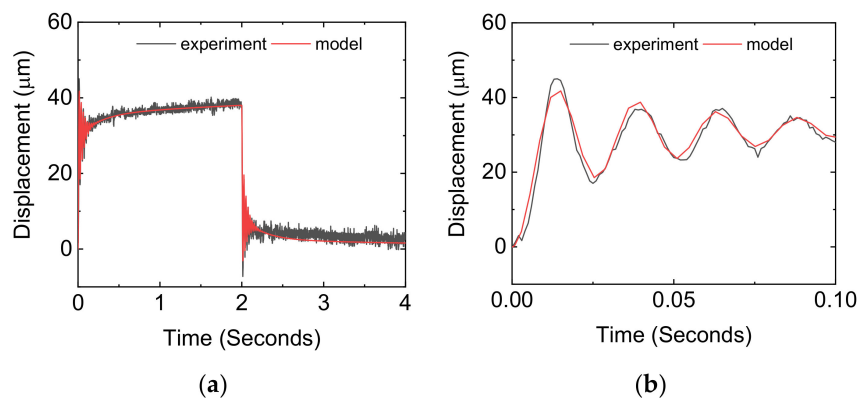 60
experiment
model
40
20
0
Displacement (μm)
0
1
2
3
4
Time (Seconds)
(a)
60
experiment
model
40
20
0
Displacement (μm)
0.00
0.05
0.10
Time (Seconds)
(b)